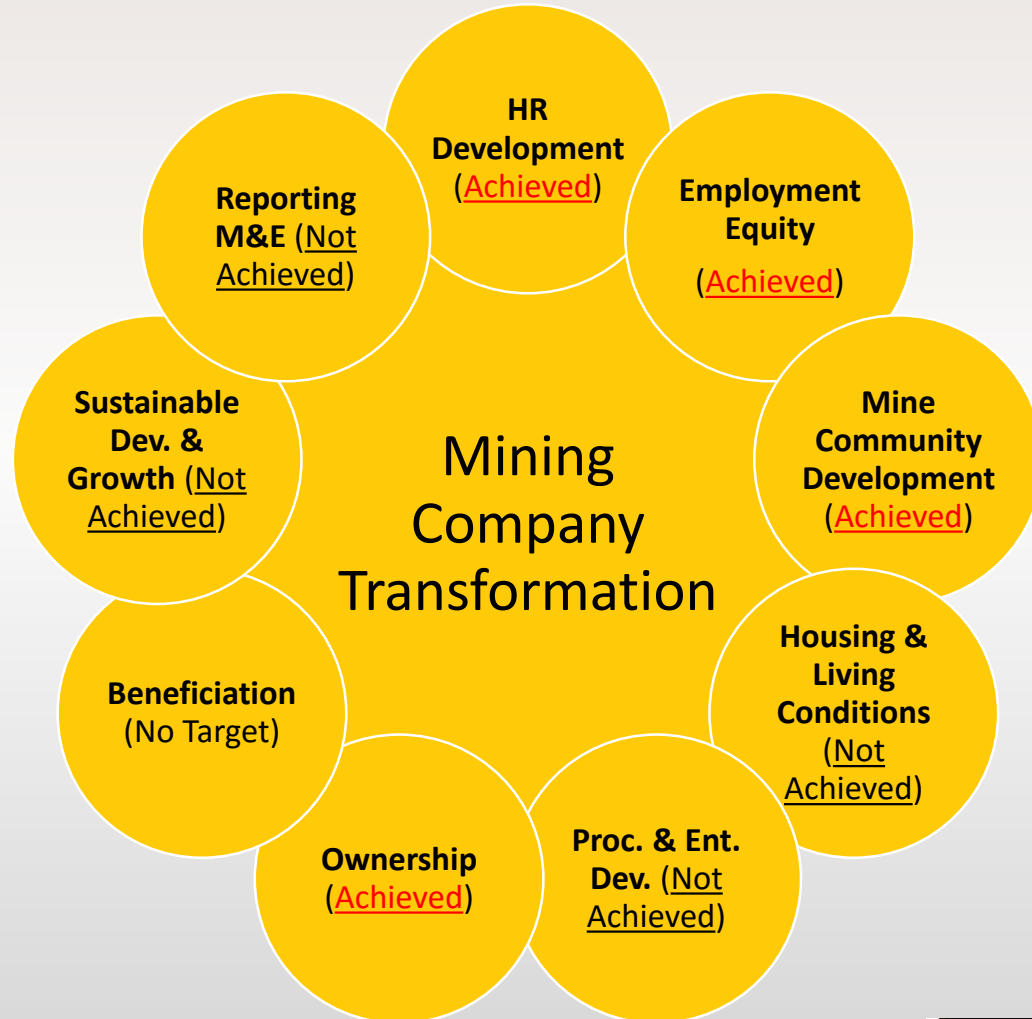 HR
Development
(Achieved)
Employment
Equity
(Achieved)
Mine
Community
Development
(Achieved)
Housing &
Living
Conditions
(Not
Achieved)
Proc. & Ent.
Dev. (Not
Achieved)
Ownership
(Achieved)
Beneficiation
(No Target)
Sustainable
Dev. &
Growth (Not
Achieved)
Reporting
M&E (Not
Achieved)
Mining
Company
Transformation